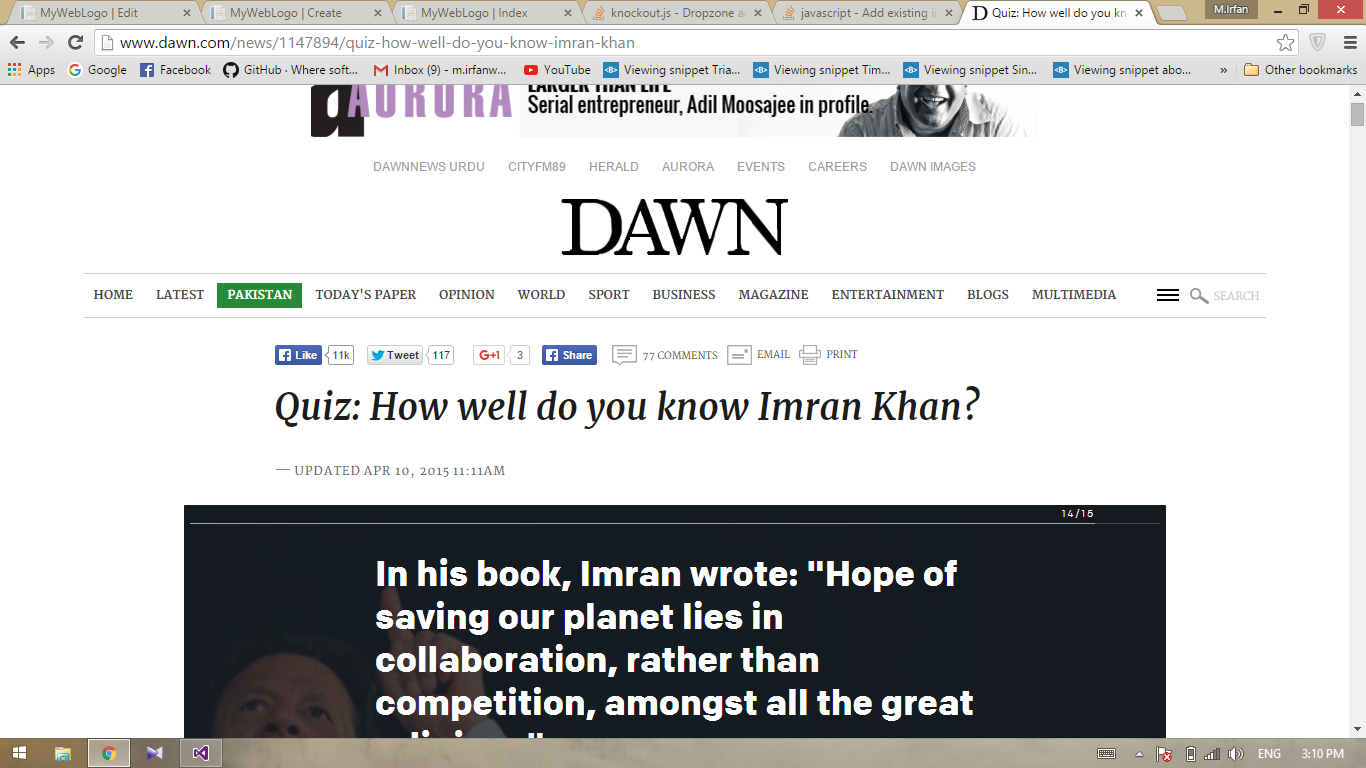 MyWebLogo | Edit
MyWebLogo | Create
MyWebLogo | Index
knockout.js - Dropzone a
javascript - Add existing i
Quiz: How well do you kn
M.Irfan
www.dawn.com/news/1147894/quiz-how-well-do-you-know-imran-khan
Apps
Google
Facebook
GitHub · Where soft...
Inbox (9) - m.irfanw...
YouTube
Viewing snippet Tria...
Viewing snippet Tim...
Viewing snippet Sin...
Viewing snippet abo...
»
Other bookmarks
AURORA
LARGER THAN LIFE
Serial entrepreneur, Adil Moosajee in profile.
DAWNNEWS URDU CITYFM89 HERALD AURORA EVENTS CAREERS DAWN IMAGES
DAWN
HOME LATEST PAKISTAN TODAY'S PAPER OPINION WORLD SPORT BUSINESS MAGAZINE ENTERTAINMENT BLOGS MULTIMEDIA SEARCH
Like 11k Tweet 117 G+1 3 Share 77 COMMENTS EMAIL PRINT
Quiz: How well do you know Imran Khan?
— UPDATED APR 10, 2015 11:11AM
14/15
In his book, Imran wrote: "Hope of
saving our planet lies in
collaboration, rather than
competition, amongst all the great
ENG 3:10 PM